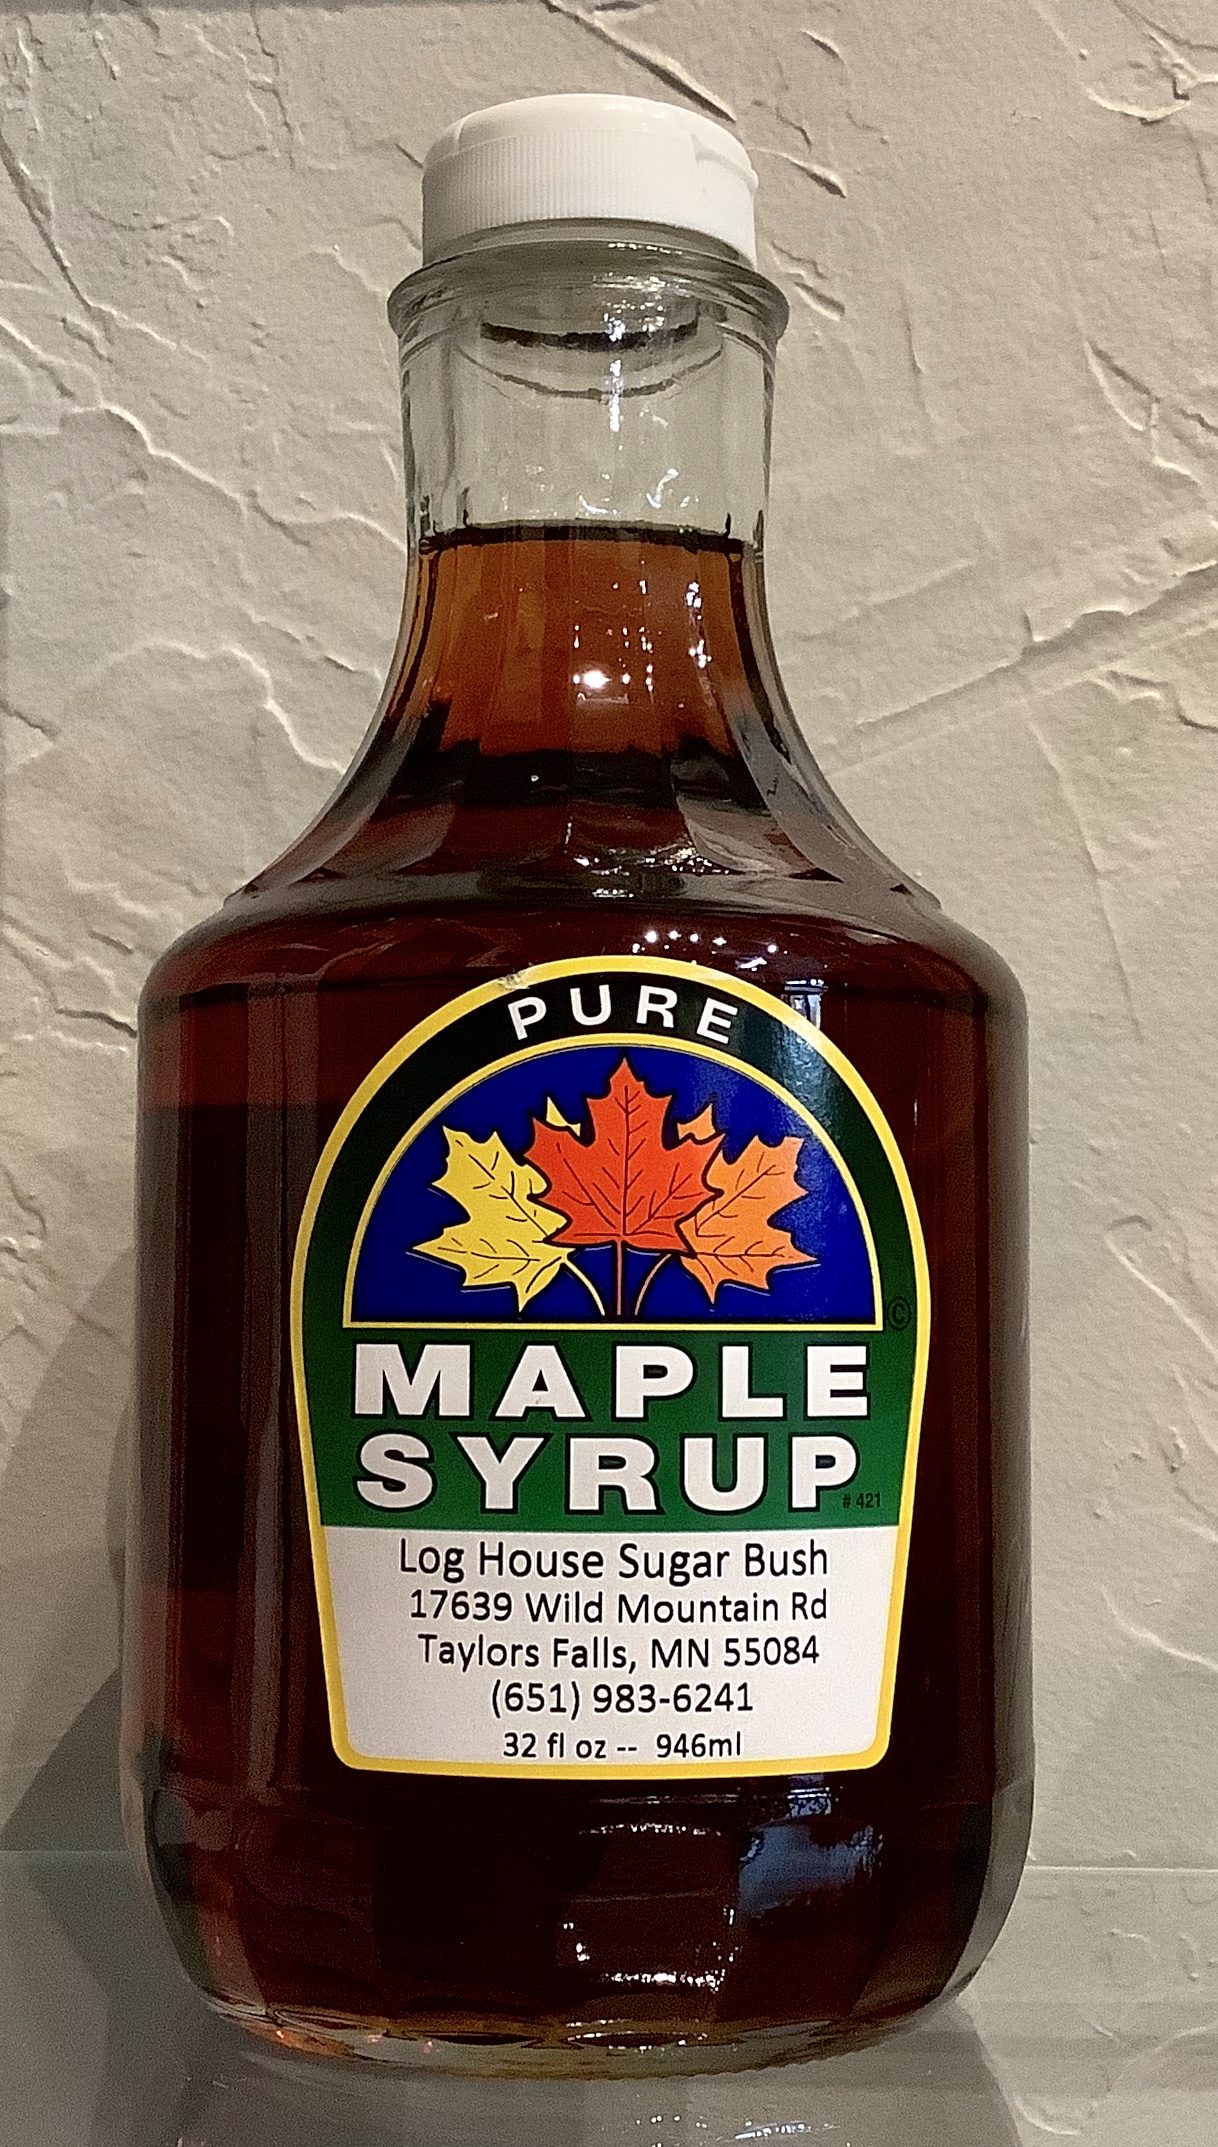 PURE
©
MAPLE
SYRUP
# 421
Log House Sugar Bush
17639 Wild Mountain Rd
Taylors Falls, MN 55084
(651) 983-6241
32 fl oz -- 946ml